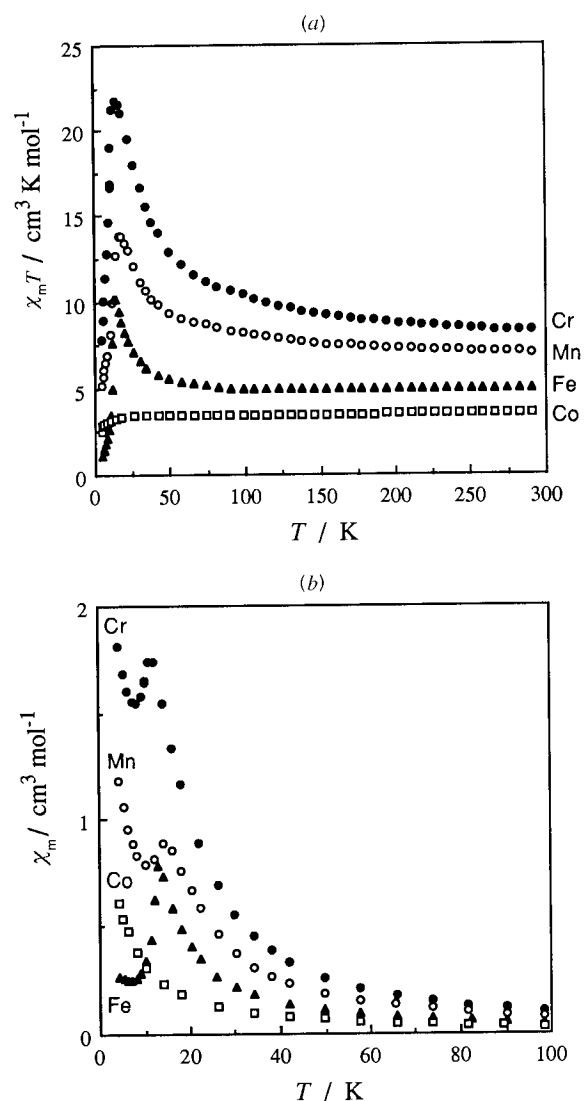 (a)
25
20
15
10
5
0
χₘT / cm³ K mol⁻¹
Cr
Mn
Fe
Co
0 50 100 150 200 250 300
T / K
(b)
2
1
0
χₘ / cm³ mol⁻¹
Cr
Mn
Co
Fe
0 20 40 60 80 100
T / K